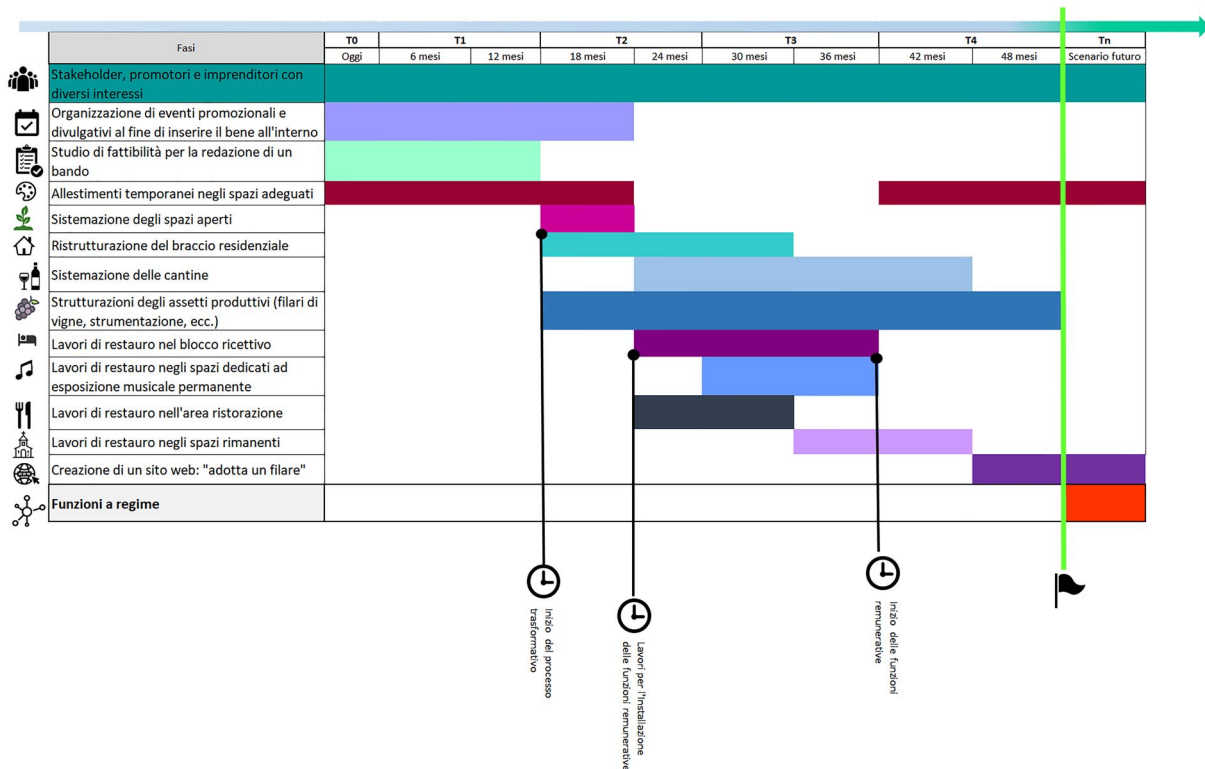 Fasi
T0 T1 T2 T3 T4 Tn
Oggi 6 mesi 12 mesi 18 mesi 24 mesi 30 mesi 36 mesi 42 mesi 48 mesi Scenario futuro
Stakeholder, promotori e imprenditori con
diversi interessi
Organizzazione di eventi promozionali e
divulgativi al fine di inserire il bene all'interno
Studio di fattibilità per la redazione di un
bando
Allestimenti temporanei negli spazi adeguati
Sistemazione degli spazi aperti
Ristrutturazione del braccio residenziale
Sistemazione delle cantine
Strutturazioni degli assetti produttivi (filari di
vigne, strumentazione, ecc.)
Lavori di restauro nel blocco ricettivo
Lavori di restauro negli spazi dedicati ad
esposizione musicale permanente
Lavori di restauro nell'area ristorazione
Lavori di restauro negli spazi rimanenti
Creazione di un sito web: "adotta un filare"
Funzioni a regime
Inizio del processo
trasformativo
Lavori per l'Installazione
delle funzioni remunerative
Inizio delle funzioni
remunerative